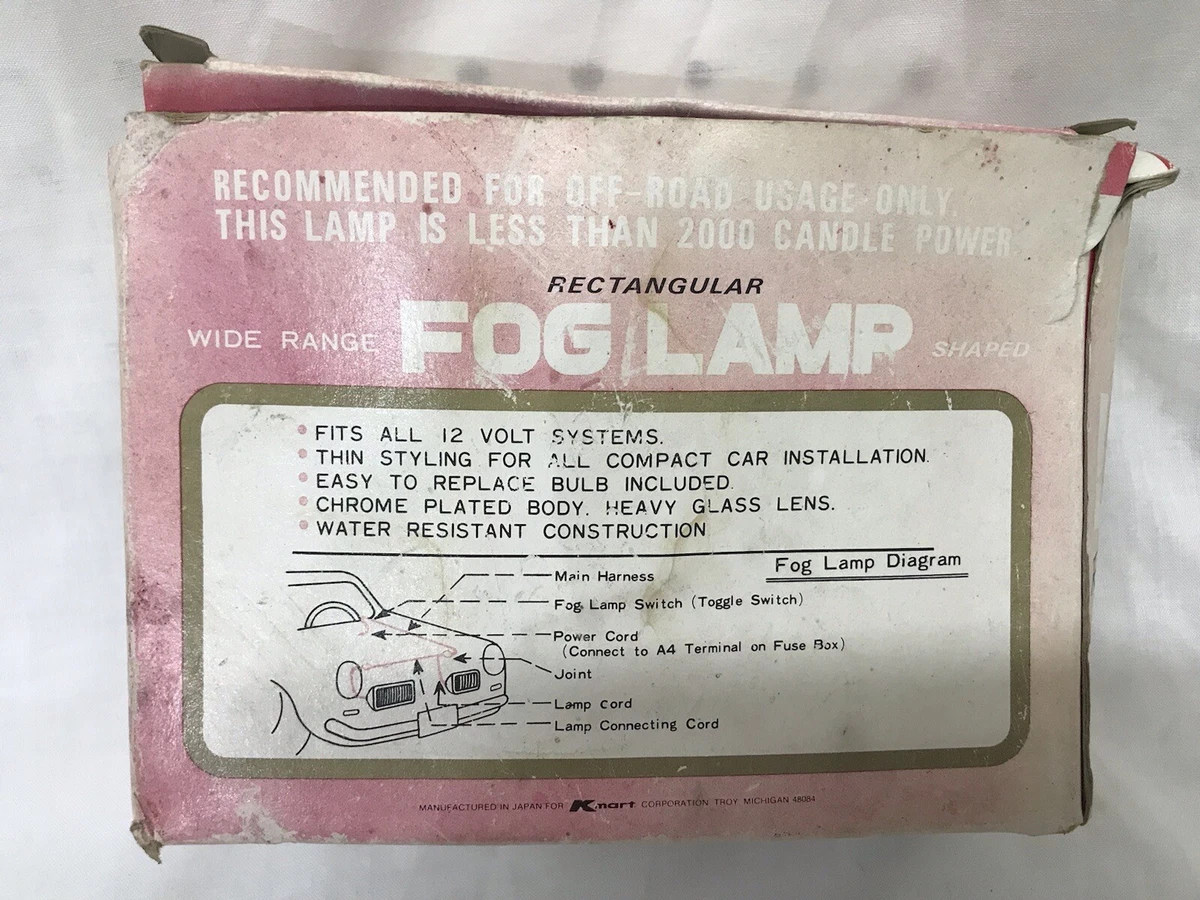 RECOMMENDED FOR OFF-ROAD USAGE ONLY.
THIS LAMP IS LESS THAN 2000 CANDLE POWER.
RECTANGULAR
WIDE RANGE FOG LAMP SHAPED
• FITS ALL 12 VOLT SYSTEMS.
• THIN STYLING FOR ALL COMPACT CAR INSTALLATION.
• EASY TO REPLACE BULB INCLUDED.
• CHROME PLATED BODY. HEAVY GLASS LENS.
• WATER RESISTANT CONSTRUCTION
Fog Lamp Diagram
Main Harness
Fog Lamp Switch (Toggle Switch)
Power Cord
(Connect to A4 Terminal on Fuse Box)
Joint
Lamp Cord
Lamp Connecting Cord
MANUFACTURED IN JAPAN FOR Kmart CORPORATION TROY MICHIGAN 48084